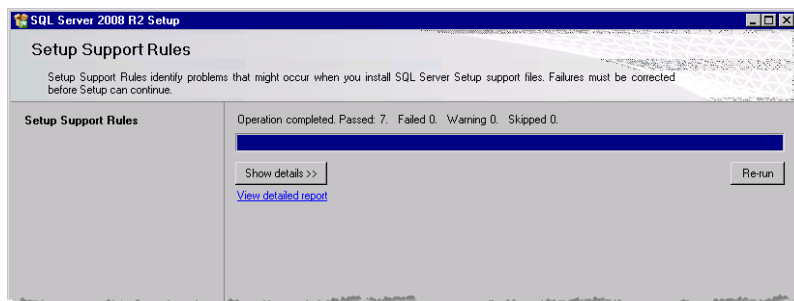 SQL Server 2008 R2 Setup
Setup Support Rules
Setup Support Rules identify problems that might occur when you install SQL Server Setup support files. Failures must be corrected
before Setup can continue.
Setup Support Rules
Operation completed. Passed: 7. Failed 0. Warning 0. Skipped 0.
Show details >>
Re-run
View detailed report